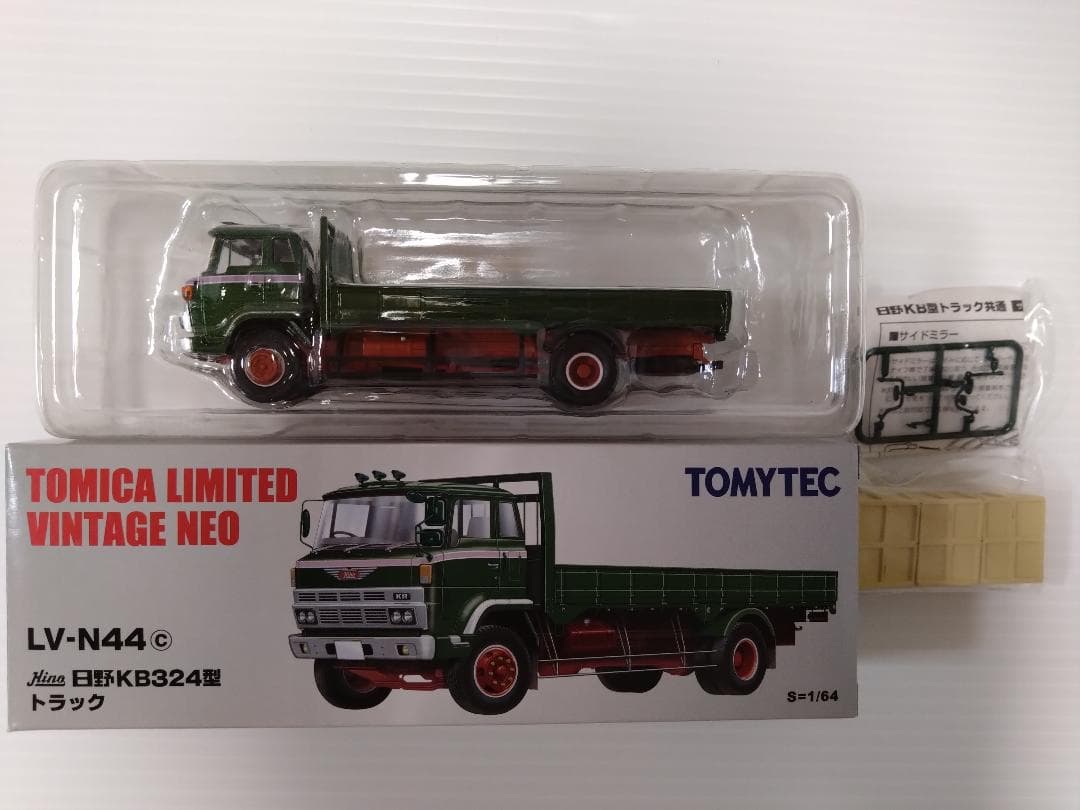 日野KB型トラック共通
サイドミラー
TOMICA LIMITED
VINTAGE NEO
TOMYTEC
LV-N44 ⓒ
Hino 日野KB324型
トラック
Hino
KR
S=1/64